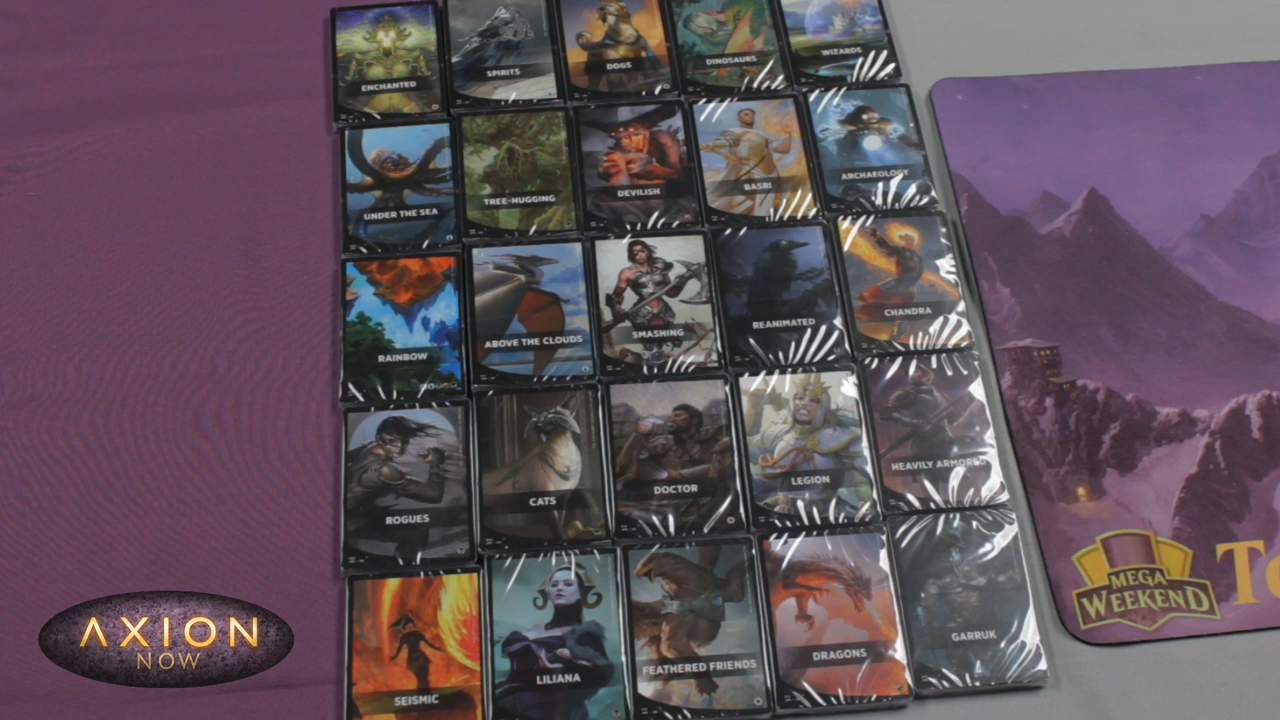 ENCHANTED
SPIRITS
DOGS
DINOSAURS
WIZARDS
UNDER THE SEA
TREE-HUGGING
DEVILISH
BASRI
ARCHAEOLOGY
RAINBOW
ABOVE THE CLOUDS
SMASHING
REANIMATED
CHANDRA
ROGUES
CATS
DOCTOR
LEGION
HEAVILY ARMORED
SEISMIC
LILIANA
FEATHERED FRIENDS
DRAGONS
GARRUK
MEGA
WEEKEND
AXION
NOW